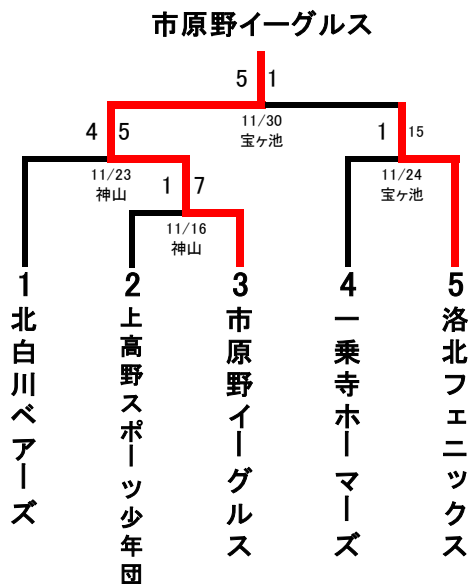 市原野イーグルス
5 1
11/30
宝ヶ池
4 5
1 15
11/23
神山
11/24
宝ヶ池
1 7
11/16
神山
1 2 3 4 5
北白川ベアーズ
上高野スポーツ少年団
市原野イーグルス
一乗寺ホーマーズ
洛北フェニックス